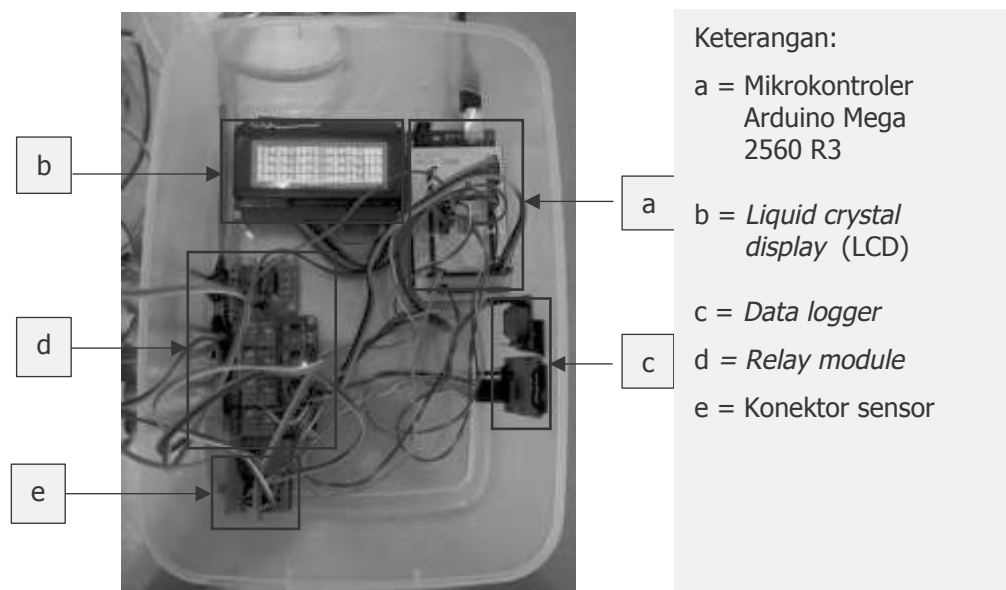 Keterangan:
a = Mikrokontroler
Arduino Mega
2560 R3
b = Liquid crystal
display (LCD)
c = Data logger
d = Relay module
e = Konektor sensor
b
a
d
c
e